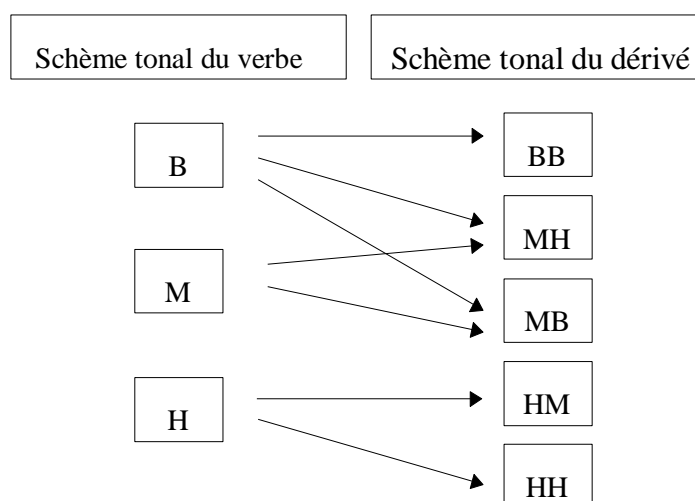 Schème tonal du verbe
Schème tonal du dérivé
B
BB
MH
M
MB
H
HM
HH